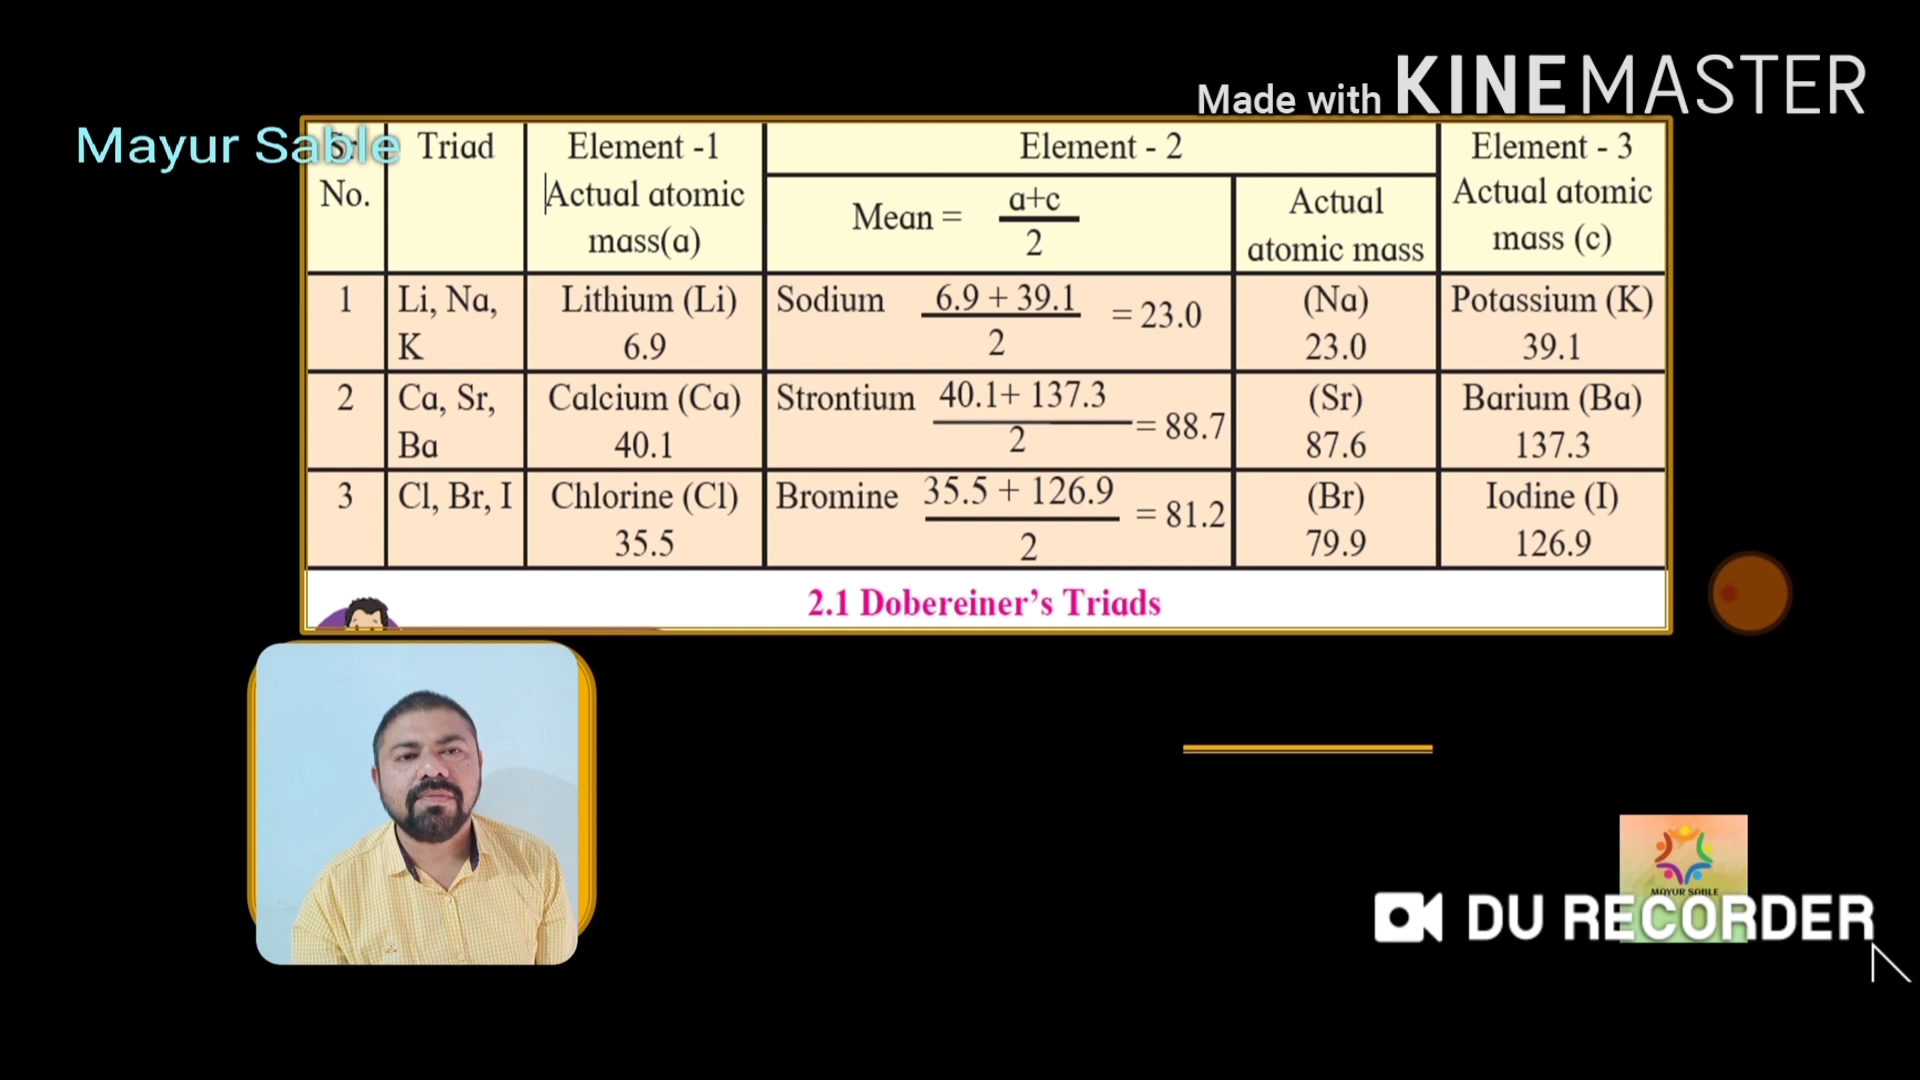 Made with KINEMASTER
Mayur Sable
Sr. No.
Triad
Element -1
Actual atomic
mass(a)
Element - 2
Mean = a+c
2
Actual
atomic mass
Element - 3
Actual atomic
mass (c)
1
Li, Na,
K
Lithium (Li)
6.9
Sodium 6.9 + 39.1 = 23.0
2
(Na)
23.0
Potassium (K)
39.1
2
Ca, Sr,
Ba
Calcium (Ca)
40.1
Strontium 40.1+ 137.3 = 88.7
2
(Sr)
87.6
Barium (Ba)
137.3
3
Cl, Br, I
Chlorine (Cl)
35.5
Bromine 35.5 + 126.9 = 81.2
2
(Br)
79.9
Iodine (I)
126.9
2.1 Dobereiner's Triads
MAYUR SABLE
DU RECORDER